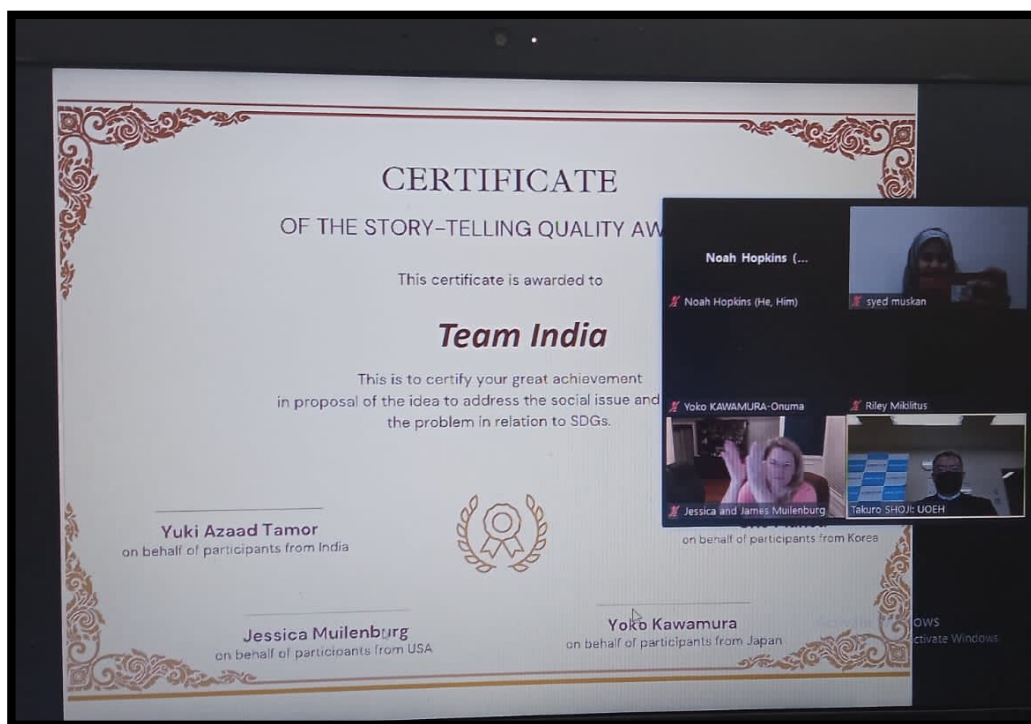 CERTIFICATE
OF THE STORY-TELLING QUALITY AW
This certificate is awarded to
Team India
This is to certify your great achievement
in proposal of the idea to address the social issue and
the problem in relation to SDGs.
Yuki Azaad Tamor
on behalf of participants from India
on behalf of participants from Korea
Jessica Muilenburg
on behalf of participants from USA
Yoko Kawamura
on behalf of participants from Japan
Noah Hopkins (...
Noah Hopkins (He, Him)
syed muskan
Yoko KAWAMURA-Onuma
Riley Mikilitus
Jessica and James Muilenburg
Takuro SHOJI: UOEH
ows
ctivate Windows